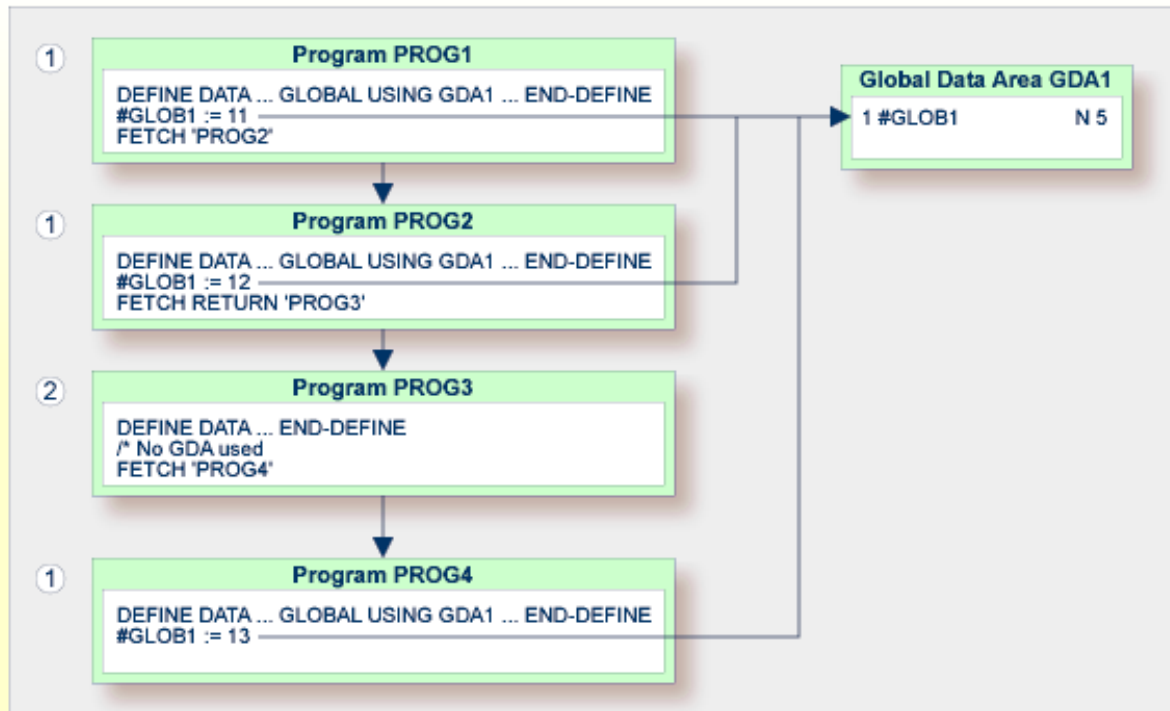 ①
Program PROG1
DEFINE DATA ... GLOBAL USING GDA1 ... END-DEFINE
#GLOB1 := 11
FETCH 'PROG2'
Global Data Area GDA1
1 #GLOB1 N 5
①
Program PROG2
DEFINE DATA ... GLOBAL USING GDA1 ... END-DEFINE
#GLOB1 := 12
FETCH RETURN 'PROG3'
②
Program PROG3
DEFINE DATA ... END-DEFINE
/* No GDA used
FETCH 'PROG4'
①
Program PROG4
DEFINE DATA ... GLOBAL USING GDA1 ... END-DEFINE
#GLOB1 := 13